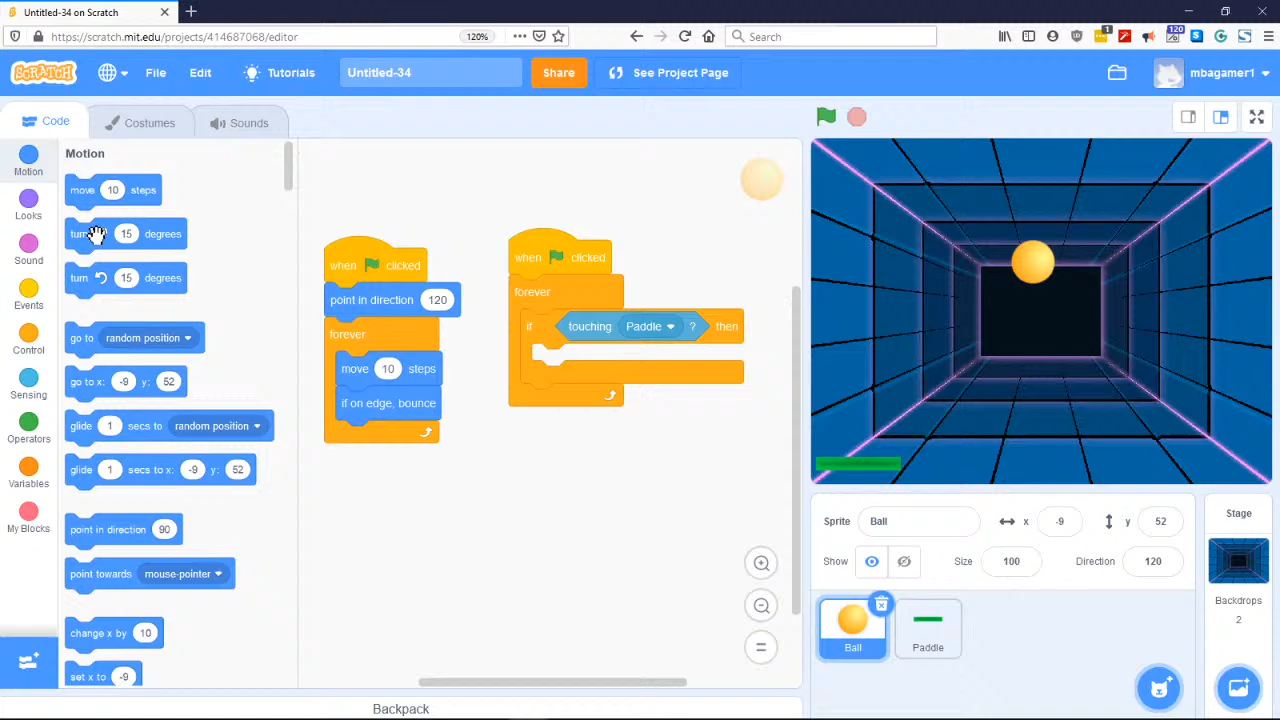 Untitled-34 on Scratch
https://scratch.mit.edu/projects/414687068/editor
120%
Search
1
120
SCRATCH
File
Edit
Tutorials
Untitled-34
Share
See Project Page
mbagamer1
Code
Costumes
Sounds
Motion
Looks
Sound
Events
Control
Sensing
Operators
Variables
My Blocks
Motion
move 10 steps
turn 15 degrees
turn 15 degrees
go to random position
go to x: -9 y: 52
glide 1 secs to random position
glide 1 secs to x: -9 y: 52
point in direction 90
point towards mouse-pointer
change x by 10
set x to -9
when clicked
point in direction 120
forever
move 10 steps
if on edge, bounce
when clicked
forever
if touching Paddle ? then
Sprite Ball x -9 y 52
Show Size 100 Direction 120
Ball
Paddle
Stage
Backdrops
2
Backpack